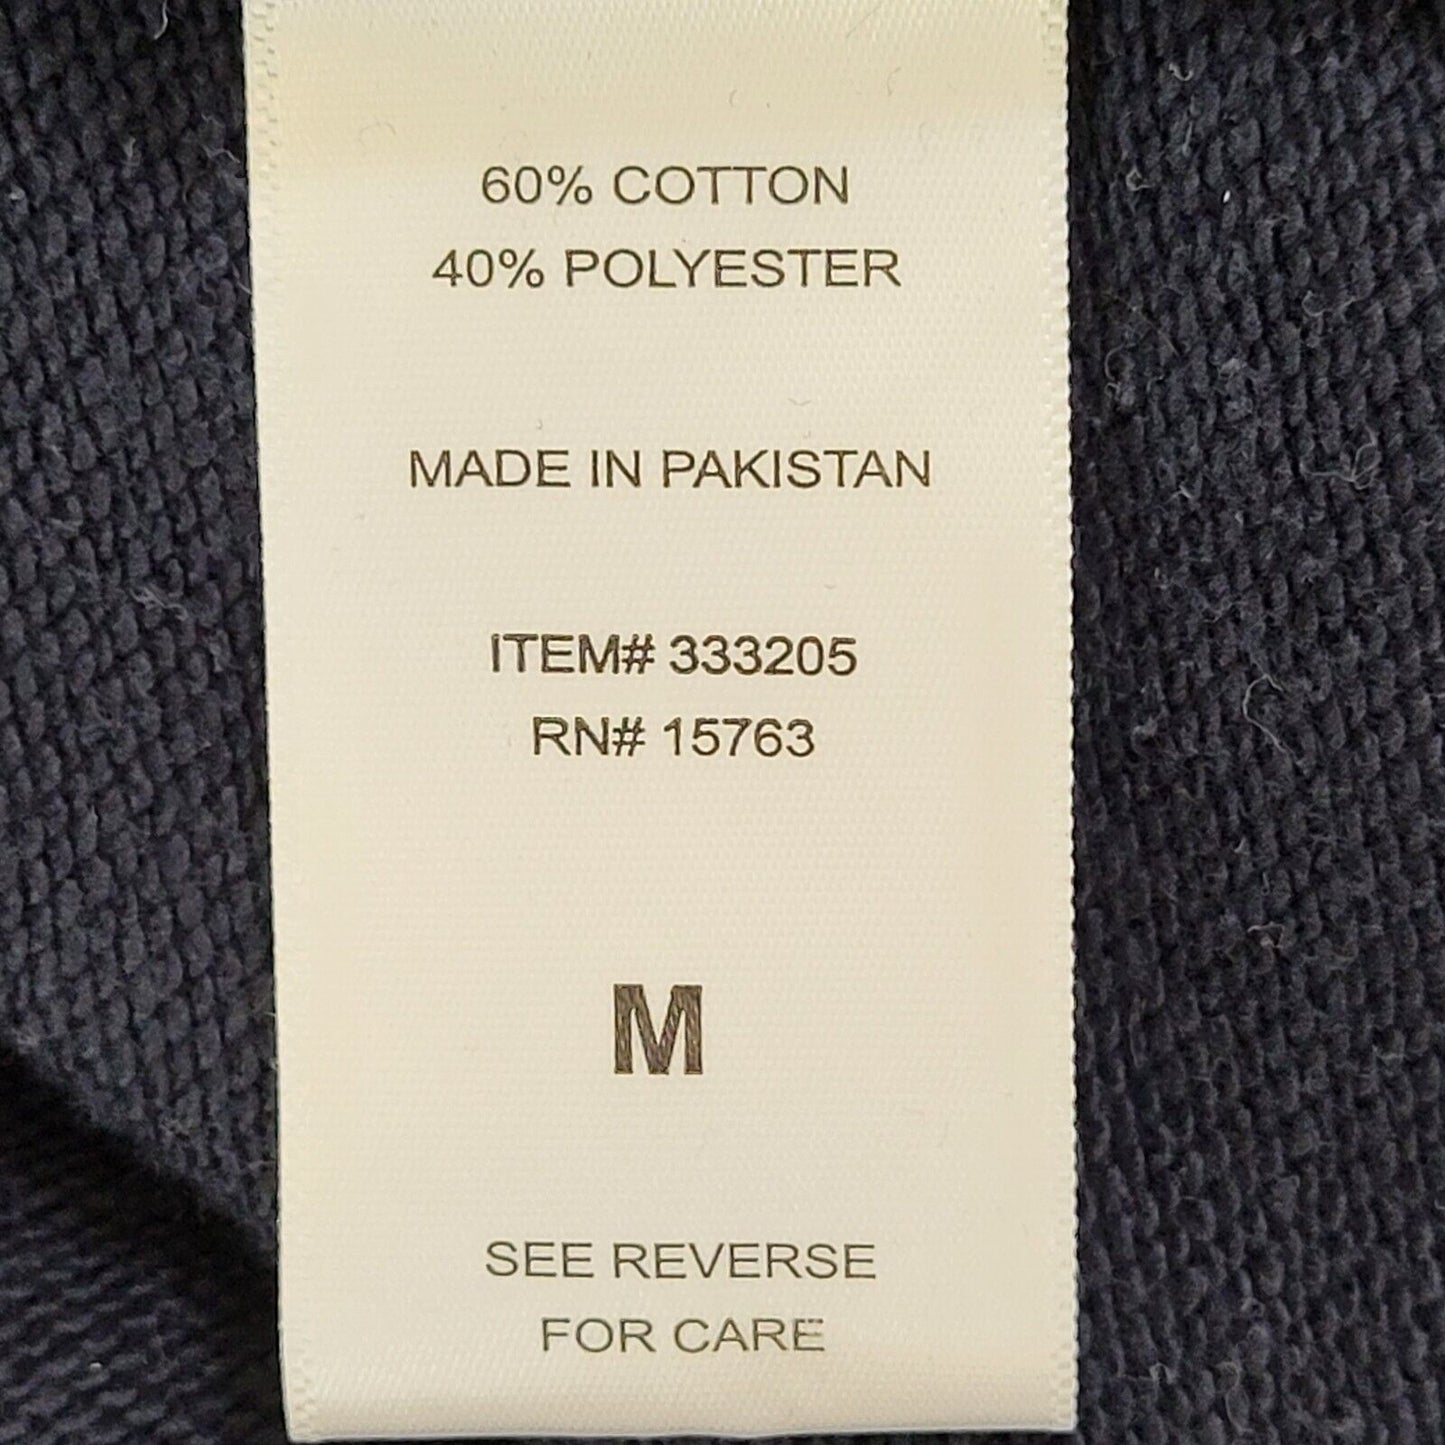 60% COTTON
40% POLYESTER
MADE IN PAKISTAN
ITEM# 333205
RN# 15763
M
SEE REVERSE
FOR CARE